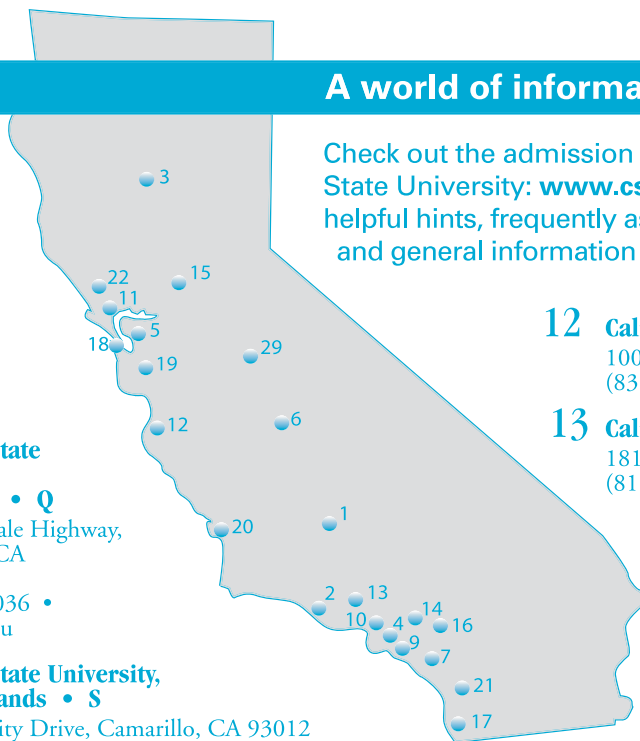 A world of informa
Check out the admission
State University: www.cs
helpful hints, frequently as
and general information
3
15
22
11
5
18
29
19
12
6
20
1
2
13
10
4
14
16
9
7
21
17
12 Cal
100
(83
13 Cal
181
(81
tate
• Q
ale Highway,
CA
036 •
u
tate University,
ands • S
ity Drive, Camarillo, CA 93012